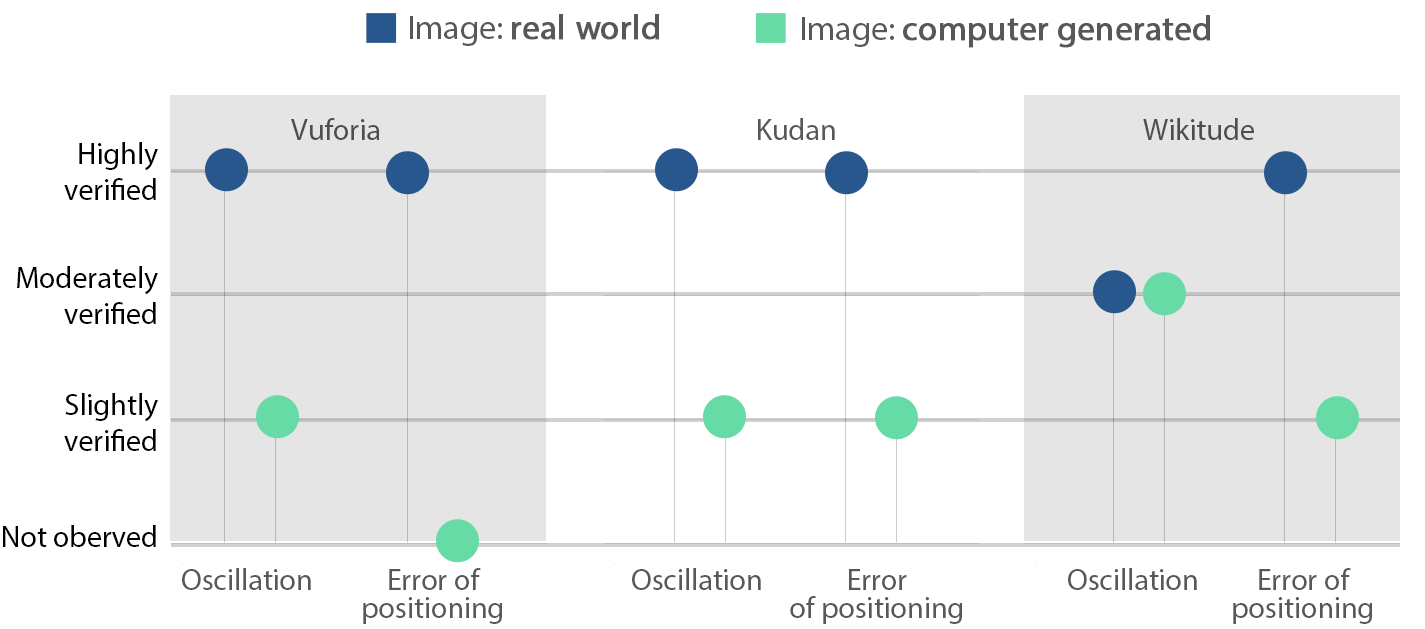 Image: real world
Image: computer generated
Vuforia
Kudan
Wikitude
Highly
verified
Moderately
verified
Slightly
verified
Not oberved
Oscillation
Error of
positioning
Oscillation
Error
of positioning
Oscillation
Error of
positioning